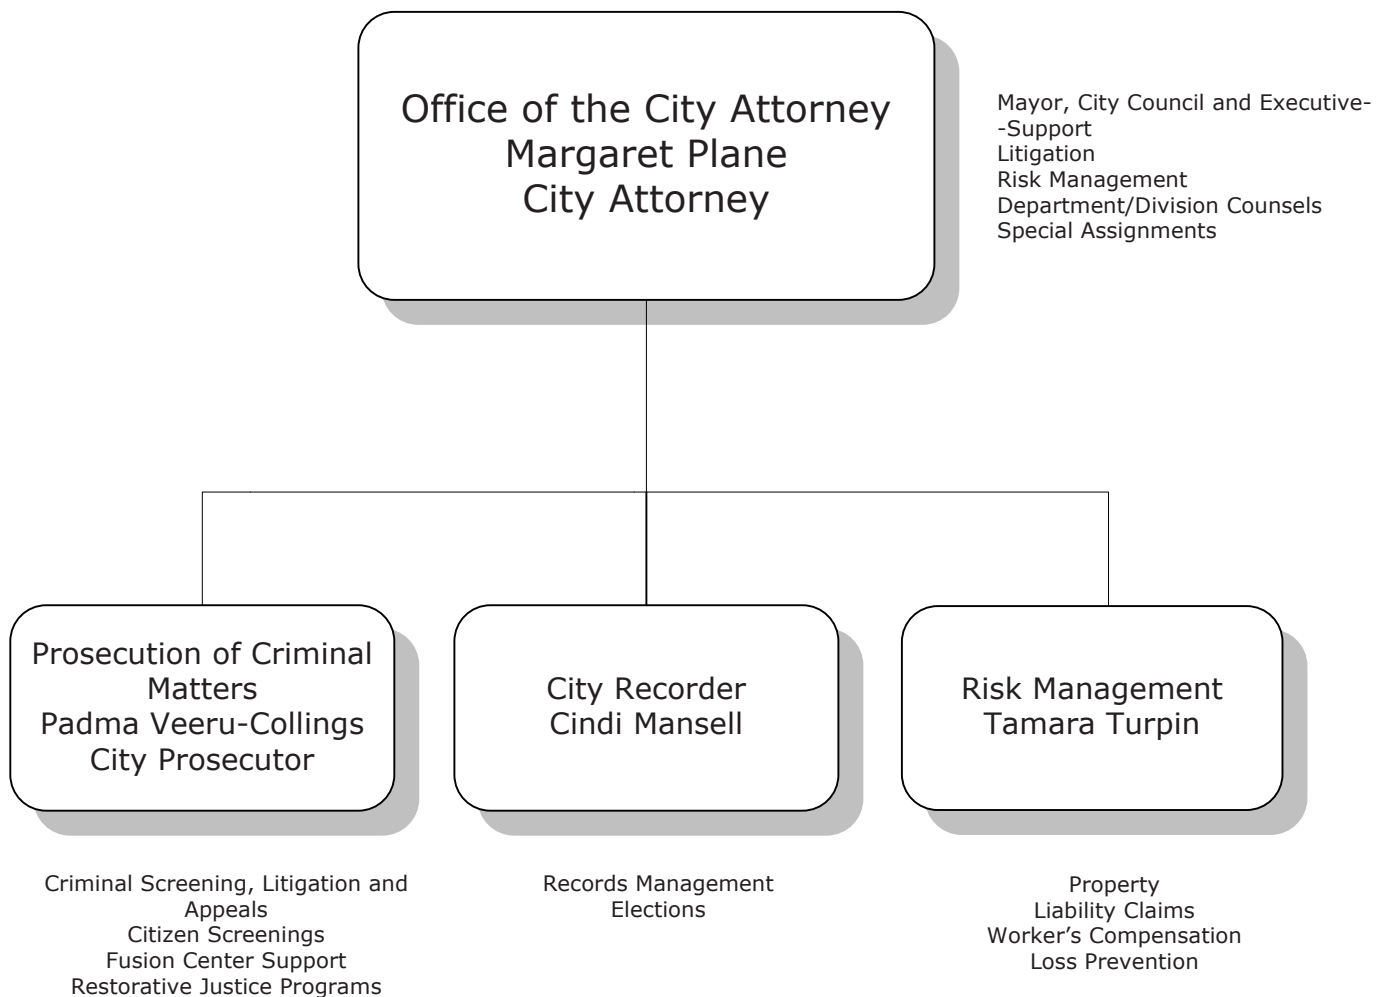 Office of the City Attorney
Margaret Plane
City Attorney
Mayor, City Council and Executive-
-Support
Litigation
Risk Management
Department/Division Counsels
Special Assignments
Prosecution of Criminal
Matters
Padma Veeru-Collings
City Prosecutor
City Recorder
Cindi Mansell
Risk Management
Tamara Turpin
Criminal Screening, Litigation and
Appeals
Citizen Screenings
Fusion Center Support
Restorative Justice Programs
Records Management
Elections
Property
Liability Claims
Worker’s Compensation
Loss Prevention